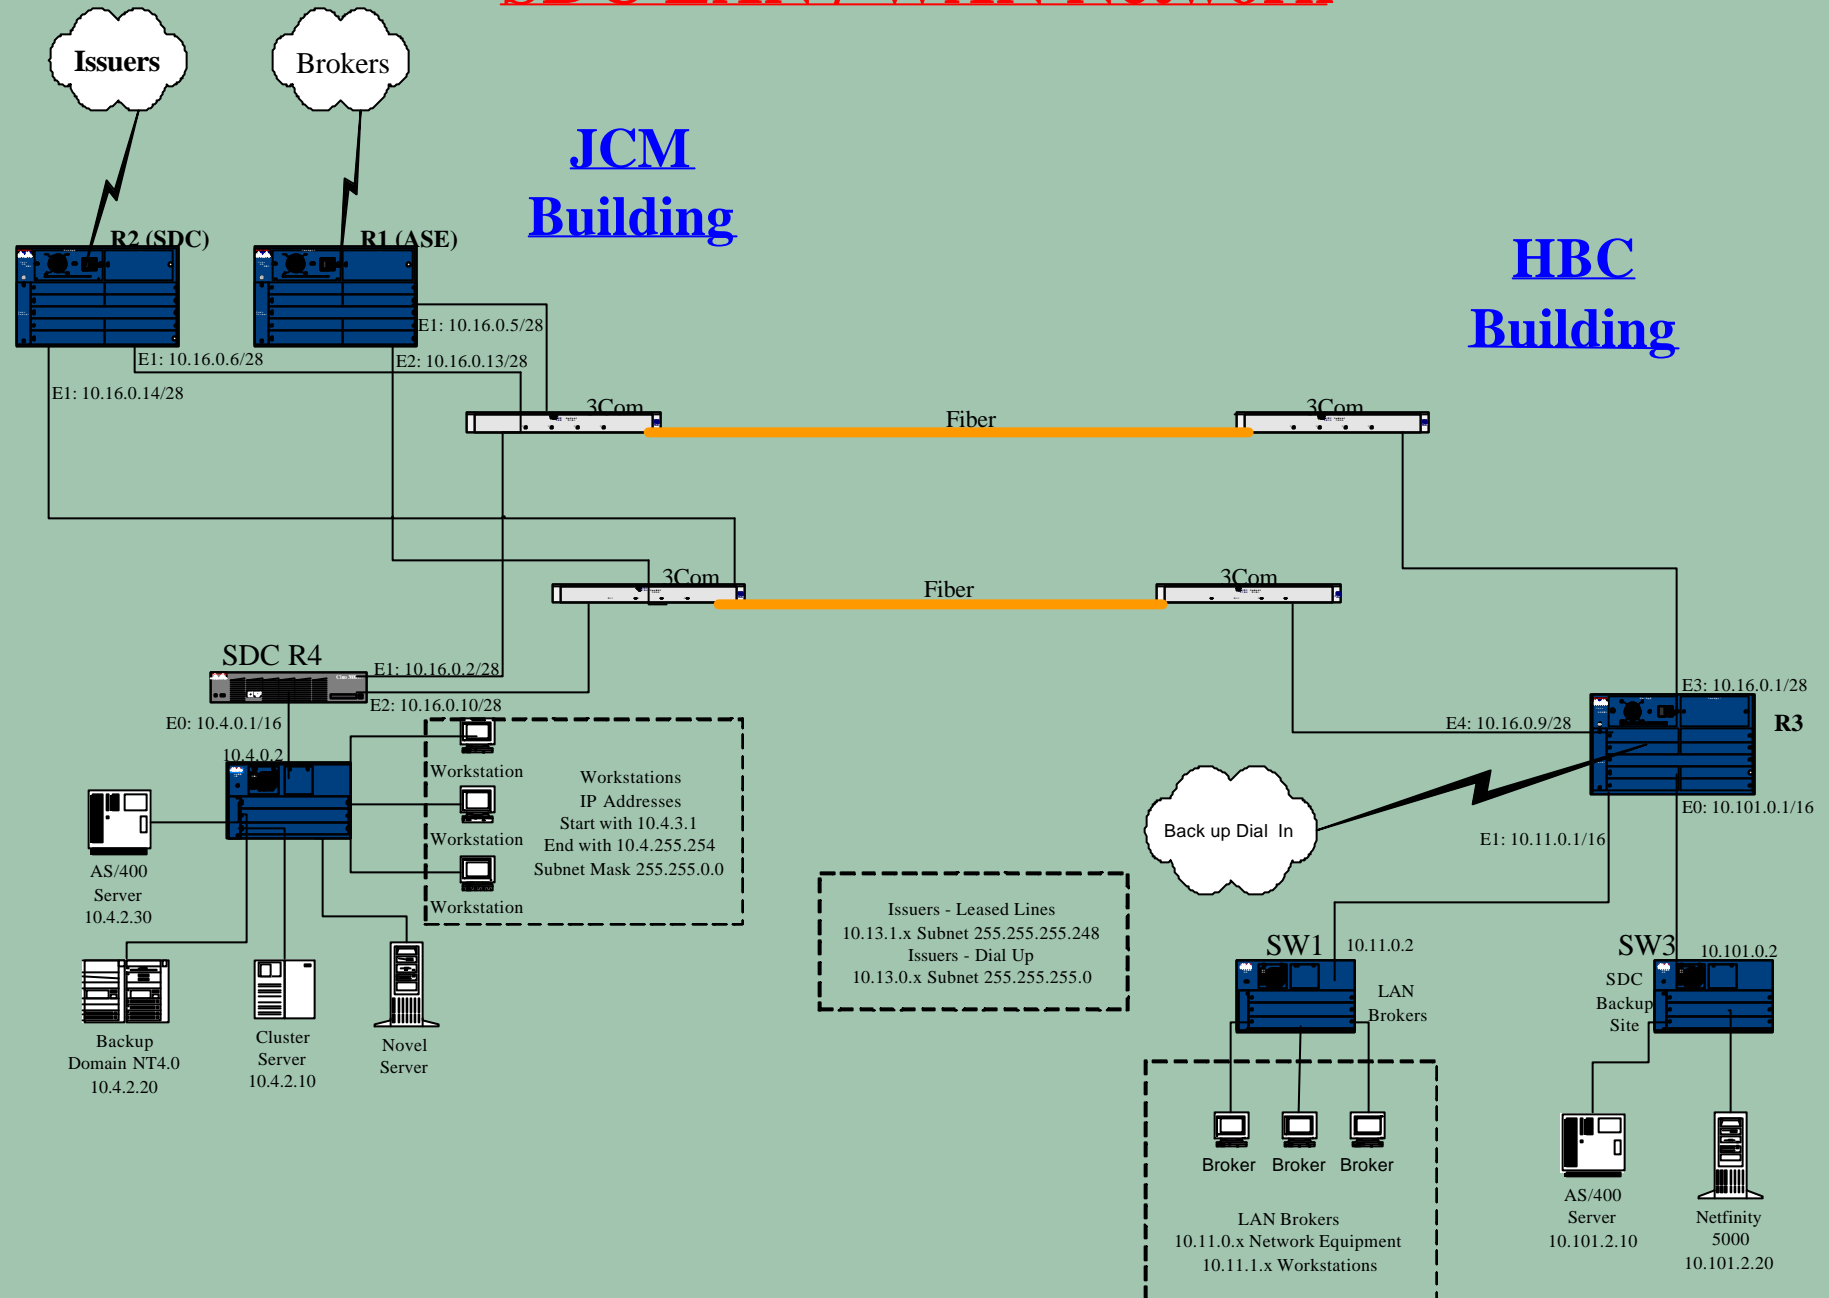 SDC LAN / WAN Network
Issuers
Brokers
JCM
Building
HBC
Building
R2 (SDC)
R1 (ASE)
E1: 10.16.0.5/28
E1: 10.16.0.6/28
E2: 10.16.0.13/28
E1: 10.16.0.14/28
3Com
Fiber
3Com
3Com
Fiber
3Com
SDC R4
E1: 10.16.0.2/28
E2: 10.16.0.10/28
E0: 10.4.0.1/16
10.4.0.2
E3: 10.16.0.1/28
E4: 10.16.0.9/28
R3
E0: 10.101.0.1/16
E1: 10.11.0.1/16
Back up Dial In
Workstation
Workstation
Workstation
Workstations
IP Addresses
Start with 10.4.3.1
End with 10.4.255.254
Subnet Mask 255.255.0.0
AS/400
Server
10.4.2.30
Backup
Domain NT4.0
10.4.2.20
Cluster
Server
10.4.2.10
Novel
Server
Issuers - Leased Lines
10.13.1.x Subnet 255.255.255.248
Issuers - Dial Up
10.13.0.x Subnet 255.255.255.0
SW1
10.11.0.2
LAN
Brokers
SW3
10.101.0.2
SDC
Backup
Site
Broker
Broker
Broker
LAN Brokers
10.11.0.x Network Equipment
10.11.1.x Workstations
AS/400
Server
10.101.2.10
Netfinity
5000
10.101.2.20